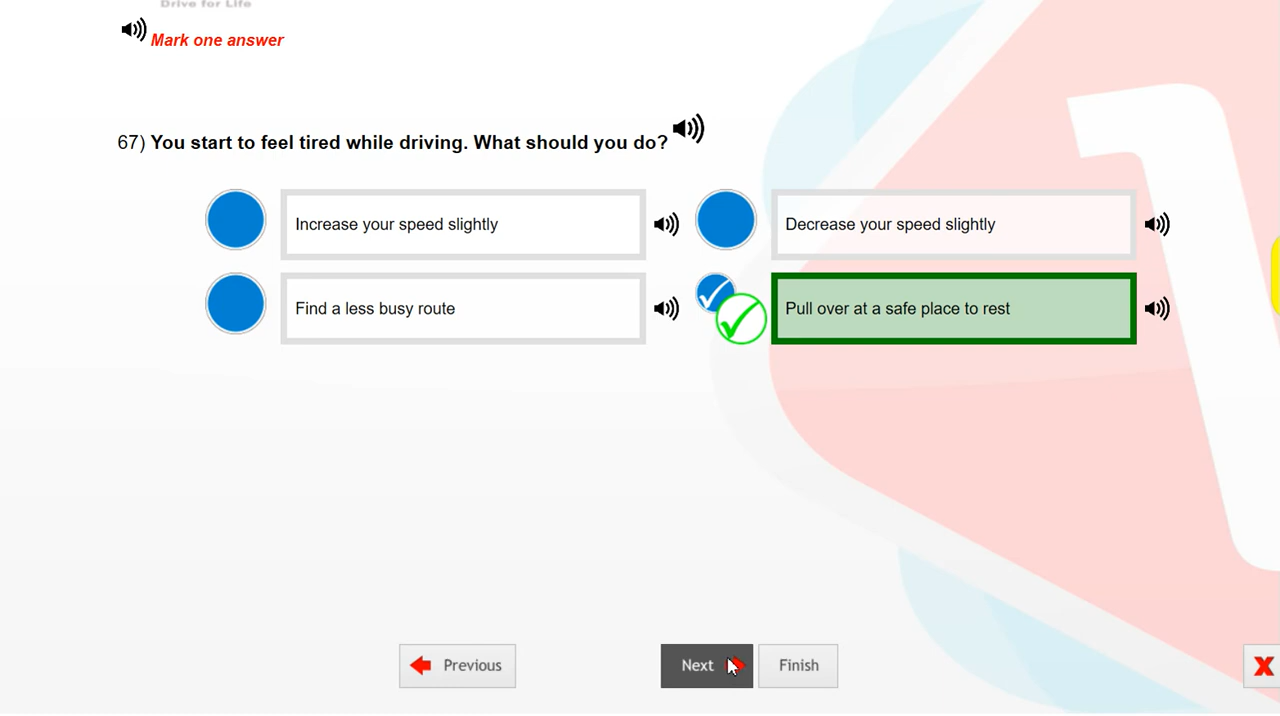 Drive for Life
Mark one answer
67) You start to feel tired while driving. What should you do?
Increase your speed slightly
Decrease your speed slightly
Find a less busy route
Pull over at a safe place to rest
Previous
Next
Finish
X